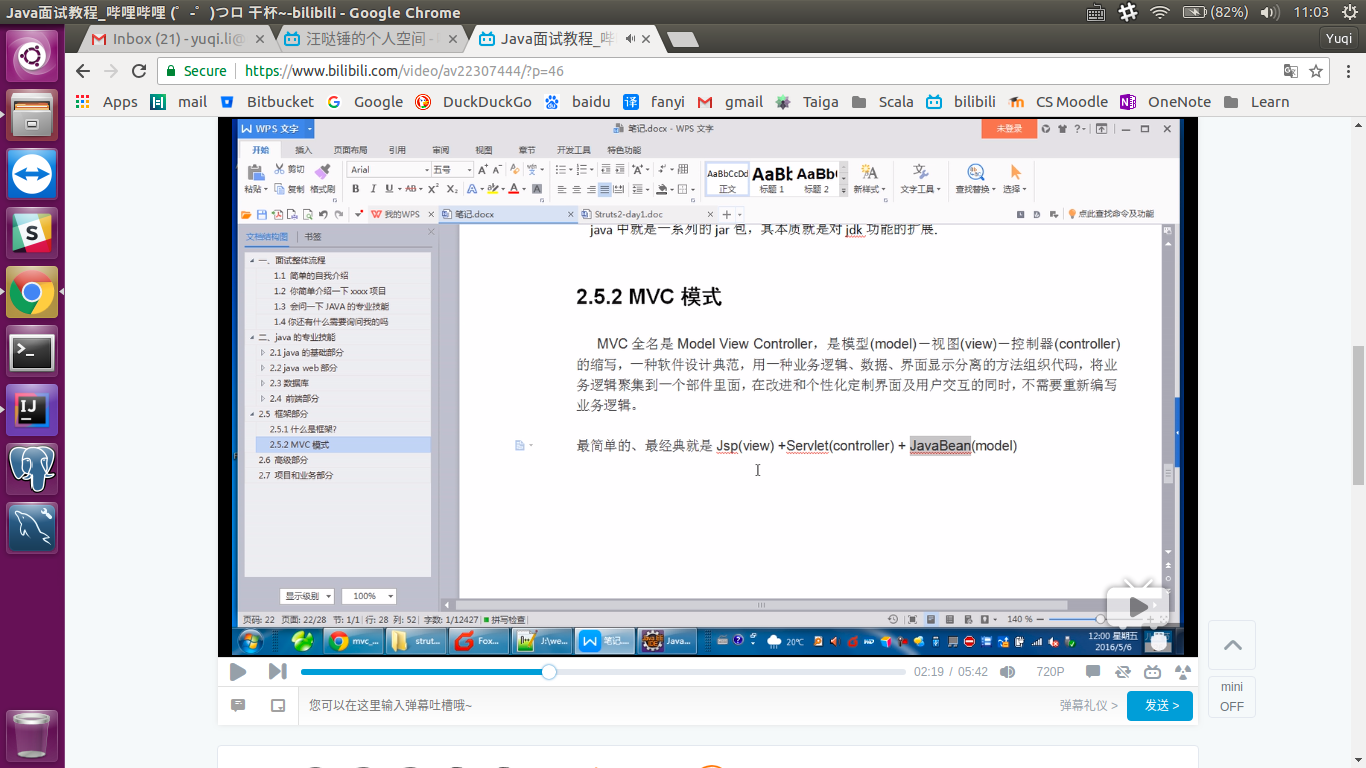 Java面试教程_哔哩哔哩 (゜-゜)つロ 干杯~-bilibili - Google Chrome
(82%)
11:03
Inbox (21) - yuqi.li@
汪哒锤的个人空间 -
Java面试教程_哔
Yuqi
Secure
https://www.bilibili.com/video/av22307444/?p=46
Apps
mail
Bitbucket
Google
DuckDuckGo
baidu
fanyi
gmail
Taiga
Scala
bilibili
CS Moodle
OneNote
Learn
WPS 文字
笔记.docx - WPS 文字
未登录
开始
插入
页面布局
引用
审阅
视图
章节
开发工具
特色功能
粘贴
剪切
复制
格式刷
Arial
五号
AaBbCcDd
正文
AaBb
标题 1
AaBb(
标题 2
新样式
文字工具
查找替换
选择
我的WPS
笔记.docx
Struts2-day1.doc
点此查找命令及功能
文档结构图
书签
一、面试整体流程
1.1 简单的自我介绍
1.2 你简单介绍一下 xxxx 项目
1.3 会问一下 JAVA 的专业技能
1.4 你还有什么需要询问我的吗
二、java 的专业技能
2.1 java 的基础部分
2.2 java web 部分
2.3 数据库
2.4 前端部分
2.5 框架部分
2.5.1 什么是框架?
2.5.2 MVC 模式
2.6 高级部分
2.7 项目和业务部分
显示级别
100%
java 中就是一系列的 jar 包，其本质就是对 jdk 功能的扩展.
2.5.2 MVC 模式
MVC 全名是 Model View Controller，是模型(model)－视图(view)－控制器(controller)
的缩写，一种软件设计典范，用一种业务逻辑、数据、界面显示分离的方法组织代码，将业
务逻辑聚集到一个部件里面，在改进和个性化定制界面及用户交互的同时，不需要重新编写
业务逻辑。
最简单的、最经典就是 Jsp(view) +Servlet(controller) + JavaBean(model)
页码: 22 页面: 22/28 节: 1/1 行: 28 列: 52 字数: 1/12427 拼写检查
140 %
mvc_...
strut...
Fox...
J:\we...
笔记...
Java...
20℃
12:00 星期五
2016/5/6
02:19 / 05:42
720P
您可以在这里输入弹幕吐槽哦~
弹幕礼仪 >
发送 >
mini
OFF